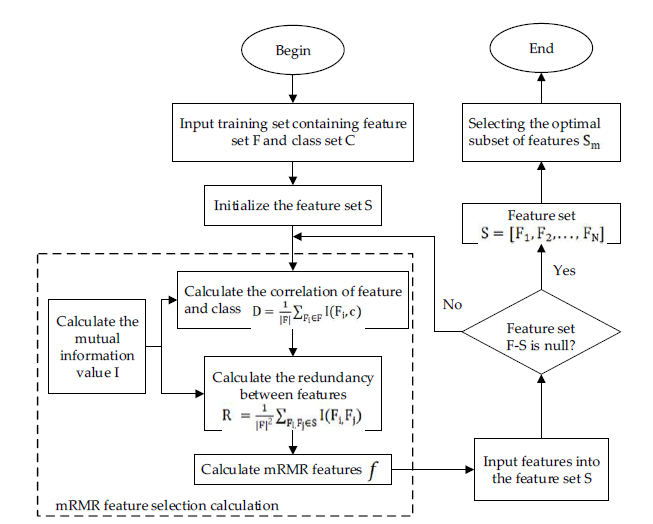 Begin
Input training set containing feature
set F and class set C
Initialize the feature set S
Calculate the correlation of feature
and class D = \frac{1}{|F|} ∑_{F_i∈F} I(F_i,c)
Calculate the
mutual
information
value I
Calculate the redundancy
between features
R = \frac{1}{|F|^2} ∑_{F_i,F_j∈S} I(F_i,F_j)
Calculate mRMR features f
mRMR feature selection calculation
Input features into
the feature set S
Feature set
F-S is null?
No
Yes
Feature set
S = [F_1,F_2,...,F_N]
Selecting the optimal
subset of features S_m
End